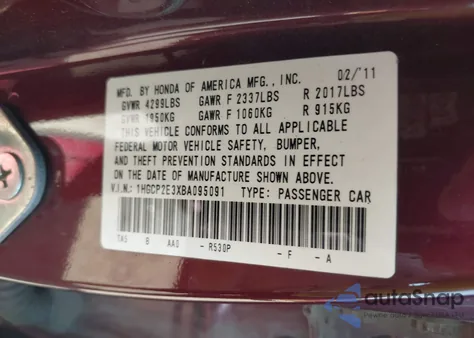 MFD. BY HONDA OF AMERICA MFG., INC. 02/'11
GVWR 4299LBS GAWR F 2337LBS R 2017LBS
GVWR 1950KG GAWR F 1060KG R 915KG
THIS VEHICLE CONFORMS TO ALL APPLICABLE
FEDERAL MOTOR VEHICLE SAFETY, BUMPER,
AND THEFT PREVENTION STANDARDS IN EFFECT
ON THE DATE OF MANUFACTURE SHOWN ABOVE.
V.I.N.: 1HGCP2E3XBA095091 TYPE: PASSENGER CAR
AA0 - R530P - F - A
autoSnap